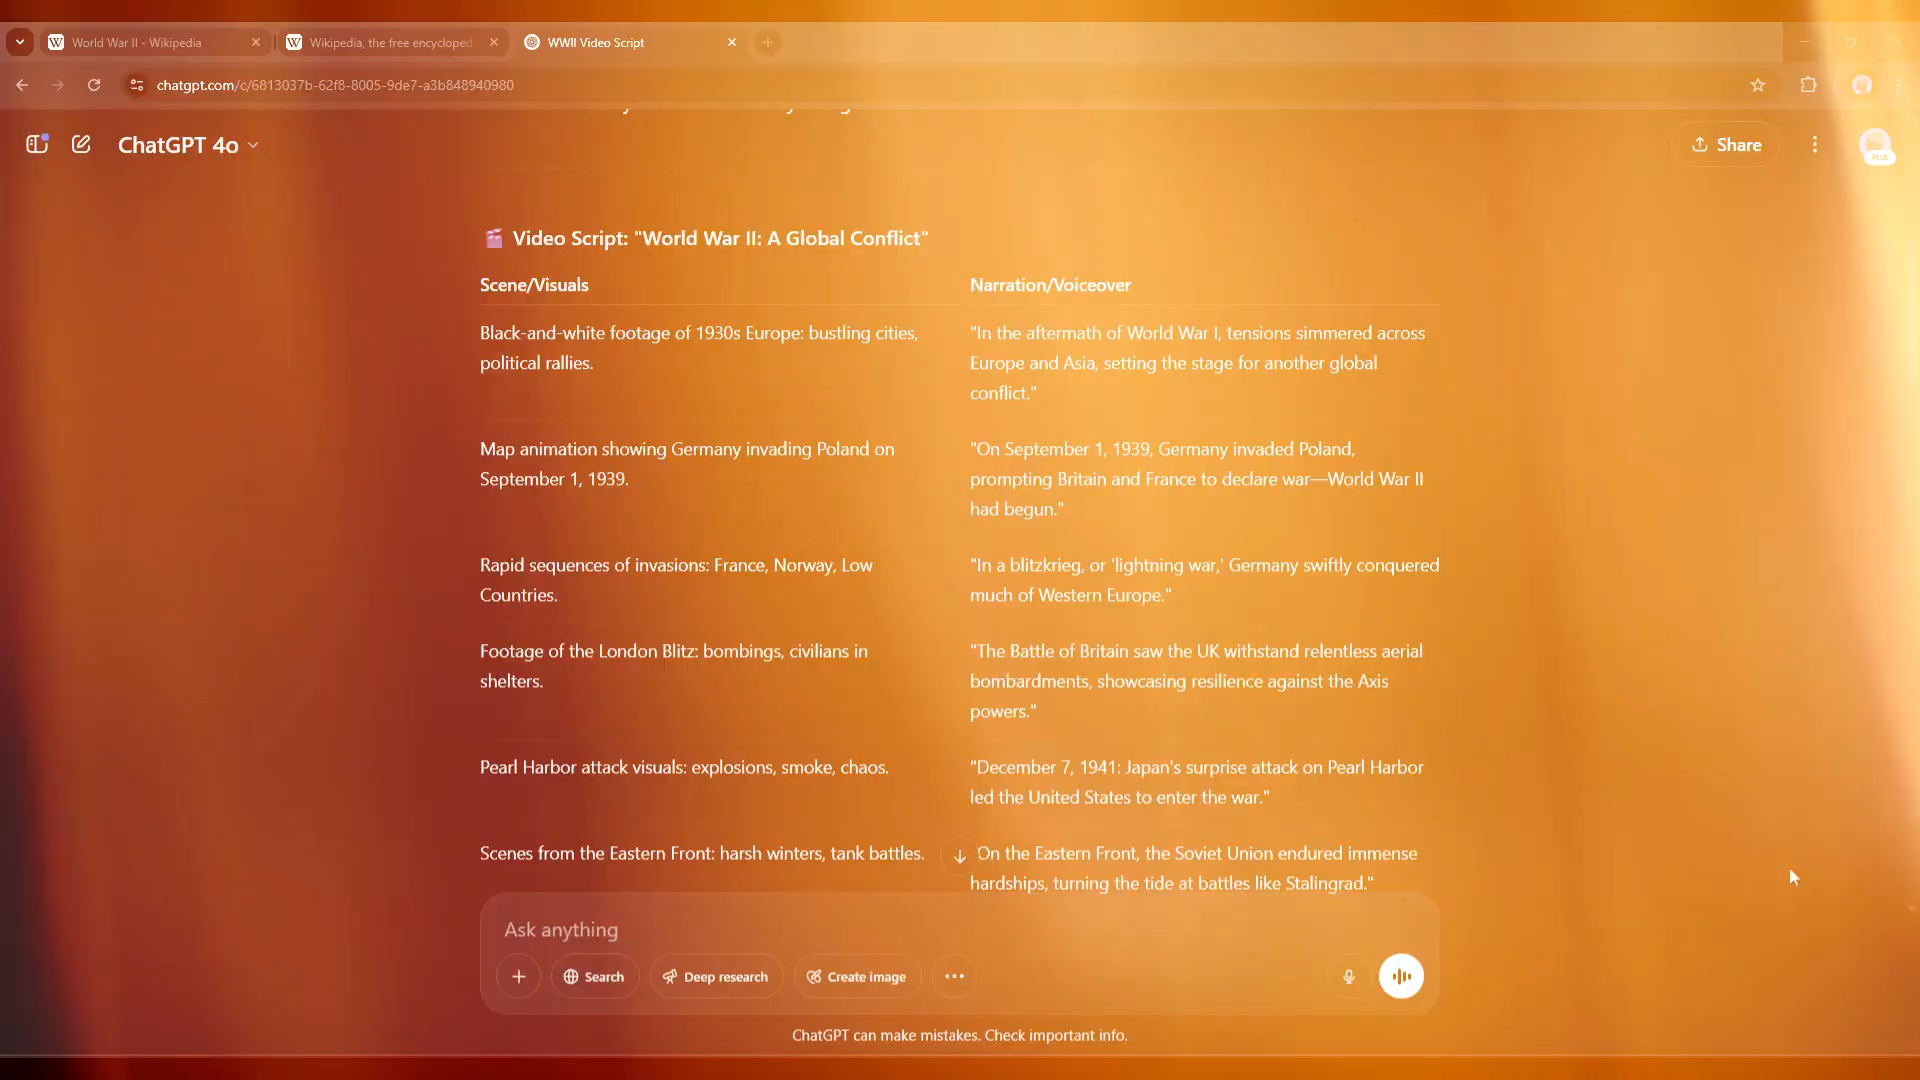 World War II - Wikipedia
Wikipedia, the free encycloped
WWII Video Script
chatgpt.com/c/6813037b-62f8-8005-9de7-a3b848940980
ChatGPT 4o
Share
PLUS
Video Script: "World War II: A Global Conflict"
Scene/Visuals
Narration/Voiceover
Black-and-white footage of 1930s Europe: bustling cities,
political rallies.
"In the aftermath of World War I, tensions simmered across
Europe and Asia, setting the stage for another global
conflict."
Map animation showing Germany invading Poland on
September 1, 1939.
"On September 1, 1939, Germany invaded Poland,
prompting Britain and France to declare war—World War II
had begun."
Rapid sequences of invasions: France, Norway, Low
Countries.
"In a blitzkrieg, or 'lightning war,' Germany swiftly conquered
much of Western Europe."
Footage of the London Blitz: bombings, civilians in
shelters.
"The Battle of Britain saw the UK withstand relentless aerial
bombardments, showcasing resilience against the Axis
powers."
Pearl Harbor attack visuals: explosions, smoke, chaos.
"December 7, 1941: Japan's surprise attack on Pearl Harbor
led the United States to enter the war."
Scenes from the Eastern Front: harsh winters, tank battles.
On the Eastern Front, the Soviet Union endured immense
hardships, turning the tide at battles like Stalingrad."
Ask anything
Search
Deep research
Create image
ChatGPT can make mistakes. Check important info.